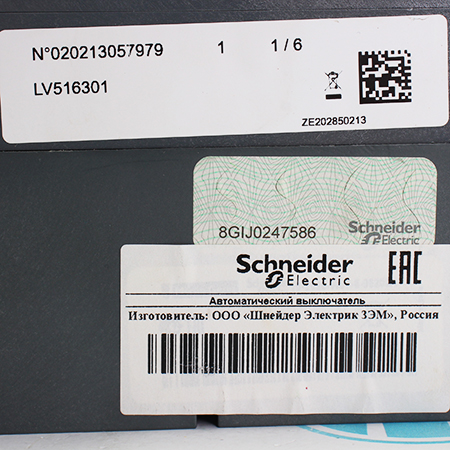 N°020213057979 1 1 / 6
LV516301
ZE202850213
8GIJ0247586
Schneider
Electric
Schneider
Electric
EAC
Автоматический выключатель
Изготовитель: ООО «Шнейдер Электрик ЗЭМ», Россия